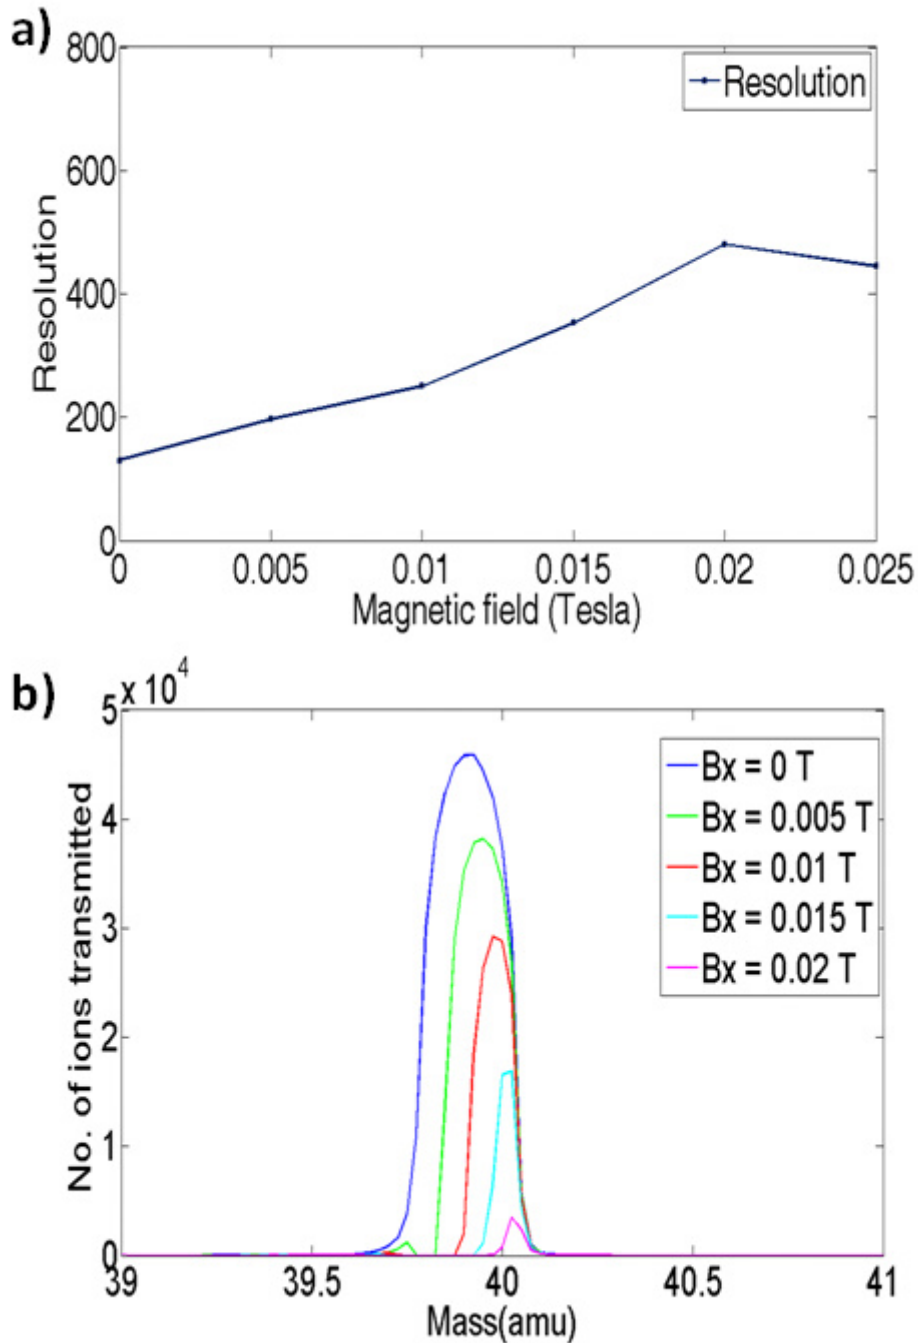 a)
800
600
400
200
0
Resolution
Resolution
0 0.005 0.01 0.015 0.02 0.025
Magnetic field (Tesla)
b)
5 x 10^4
4
3
2
1
0
No. of ions transmitted
Bx = 0 T
Bx = 0.005 T
Bx = 0.01 T
Bx = 0.015 T
Bx = 0.02 T
39 39.5 40 40.5 41
Mass(amu)